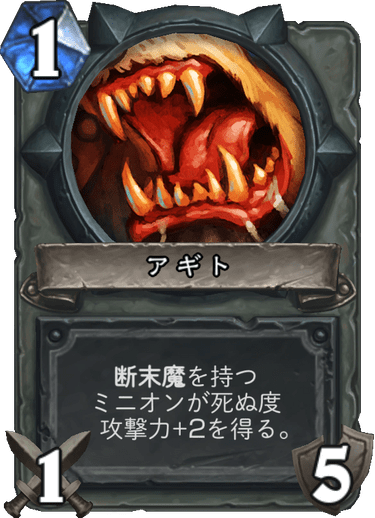 1
アギト
断末魔を持つ
ミニオンが死ぬ度
攻撃力+2を得る。
1
5